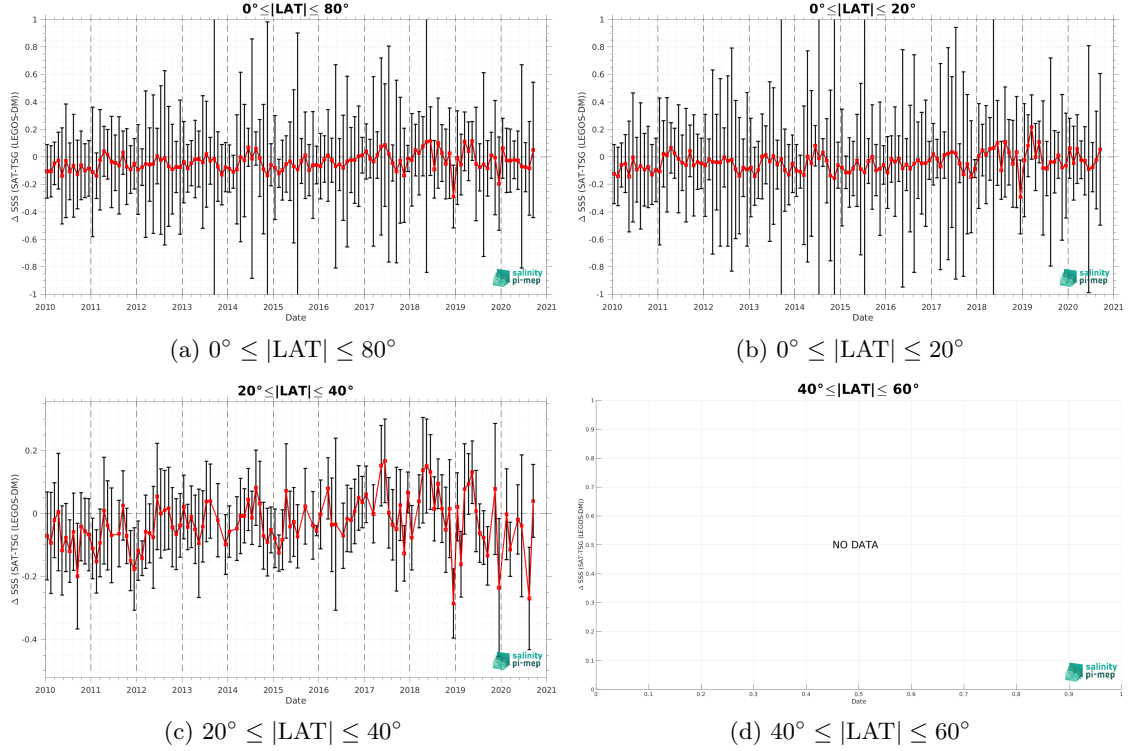 0°≤|LAT|≤ 80°
Δ SSS (SAT-TSG (LEGOS-DM))
1
0.8
0.6
0.4
0.2
0
-0.2
-0.4
-0.6
-0.8
-1
2010 2011 2012 2013 2014 2015 2016 2017 2018 2019 2020 2021
Date
salinity
pi-mep
(a) 0° ≤ |LAT| ≤ 80°
0°≤|LAT|≤ 20°
Δ SSS (SAT-TSG (LEGOS-DM))
1
0.8
0.6
0.4
0.2
0
-0.2
-0.4
-0.6
-0.8
-1
2010 2011 2012 2013 2014 2015 2016 2017 2018 2019 2020 2021
Date
salinity
pi-mep
(b) 0° ≤ |LAT| ≤ 20°
20°≤|LAT|≤ 40°
Δ SSS (SAT-TSG (LEGOS-DM))
0.2
0
-0.2
-0.4
2010 2011 2012 2013 2014 2015 2016 2017 2018 2019 2020 2021
Date
salinity
pi-mep
(c) 20° ≤ |LAT| ≤ 40°
40°≤|LAT|≤ 60°
Δ SSS (SAT-TSG (LEGOS-DM))
1
0.9
0.8
0.7
0.6
0.5
0.4
0.3
0.2
0.1
0
NO DATA
0 0.1 0.2 0.3 0.4 0.5 0.6 0.7 0.8 0.9 1
Date
salinity
pi-mep
(d) 40° ≤ |LAT| ≤ 60°